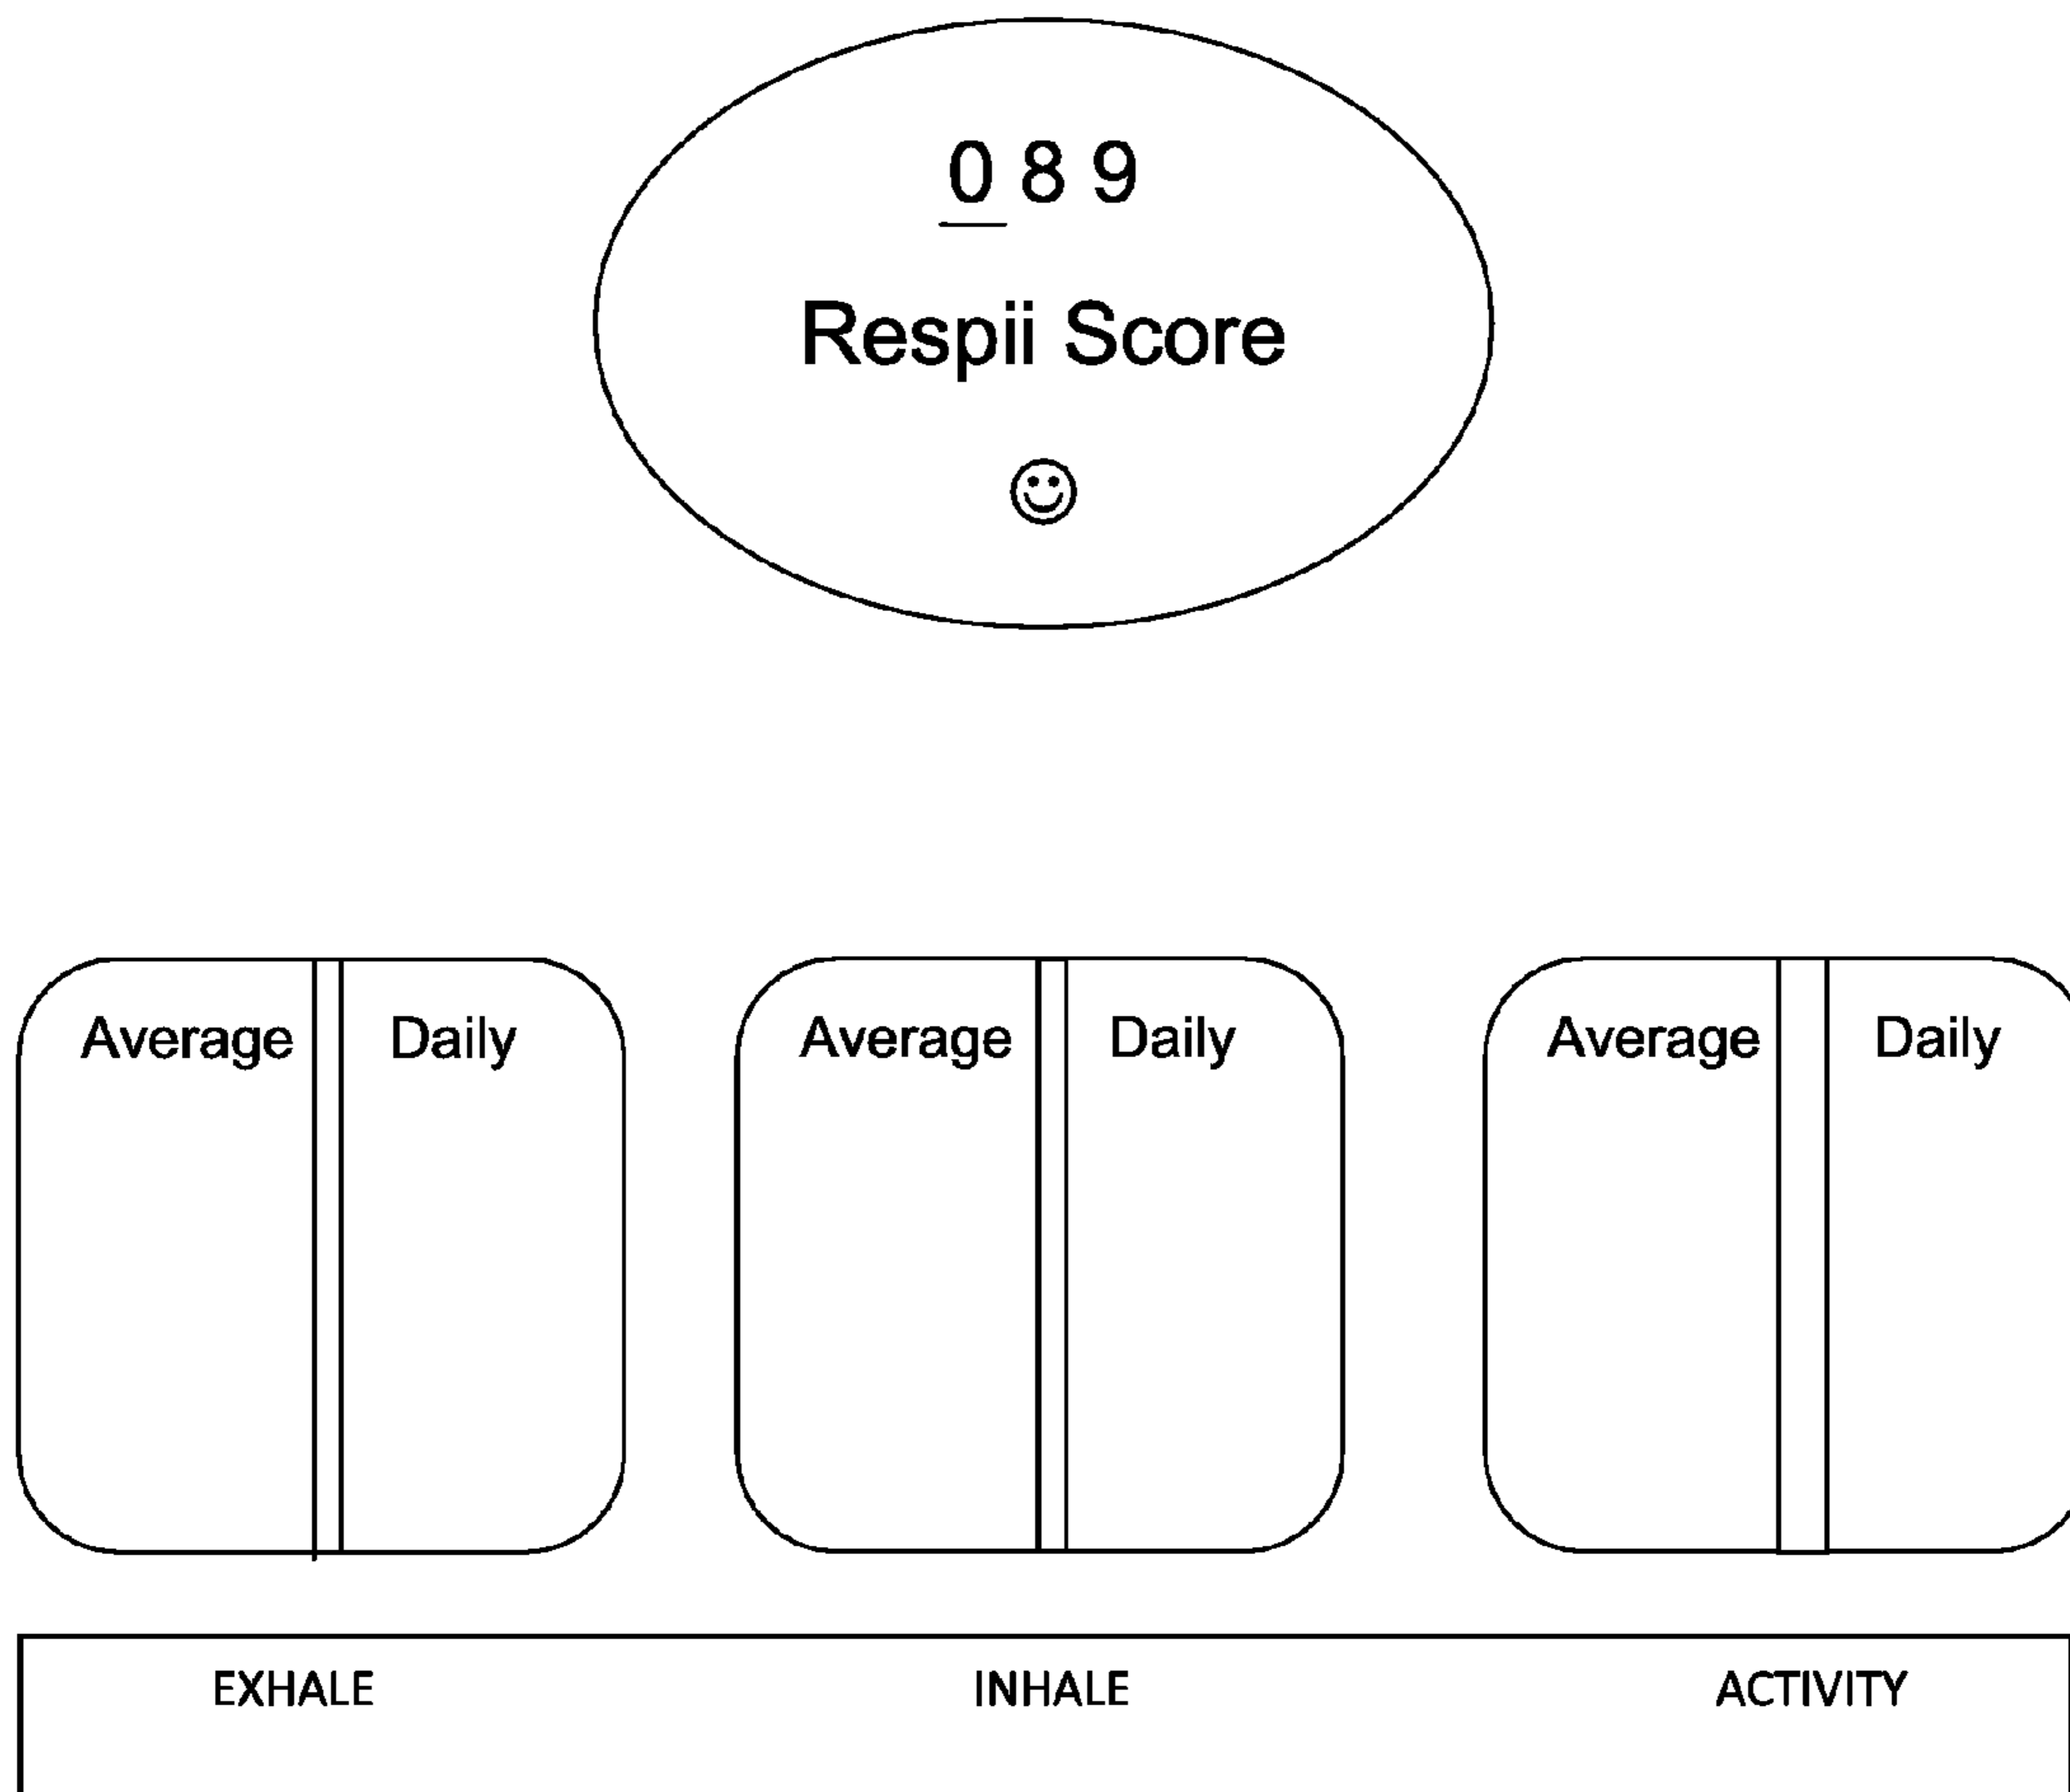 0 8 9
Respii Score
Average Daily Average Daily Average Daily
EXHALE INHALE ACTIVITY